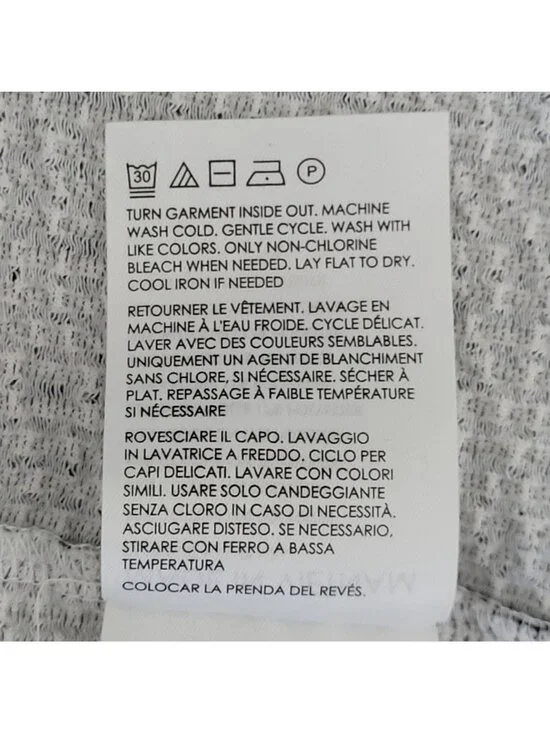 30 P
TURN GARMENT INSIDE OUT. MACHINE
WASH COLD. GENTLE CYCLE. WASH WITH
LIKE COLORS. ONLY NON-CHLORINE
BLEACH WHEN NEEDED. LAY FLAT TO DRY.
COOL IRON IF NEEDED
RETOURNER LE VÊTEMENT. LAVAGE EN
MACHINE À L'EAU FROIDE. CYCLE DÉLICAT.
LAVER AVEC DES COULEURS SEMBLABLES.
UNIQUEMENT UN AGENT DE BLANCHIMENT
SANS CHLORE, SI NÉCESSAIRE. SÉCHER À
PLAT. REPASSAGE À FAIBLE TEMPÉRATURE
SI NÉCESSAIRE
ROVESCIARE IL CAPO. LAVAGGIO
IN LAVATRICE A FREDDO. CICLO PER
CAPI DELICATI. LAVARE CON COLORI
SIMILI. USARE SOLO CANDEGGIANTE
SENZA CLORO IN CASO DI NECESSITÀ.
ASCIUGARE DISTESO. SE NECESSARIO,
STIRARE CON FERRO A BASSA
TEMPERATURA
COLOCAR LA PRENDA DEL REVÉS.